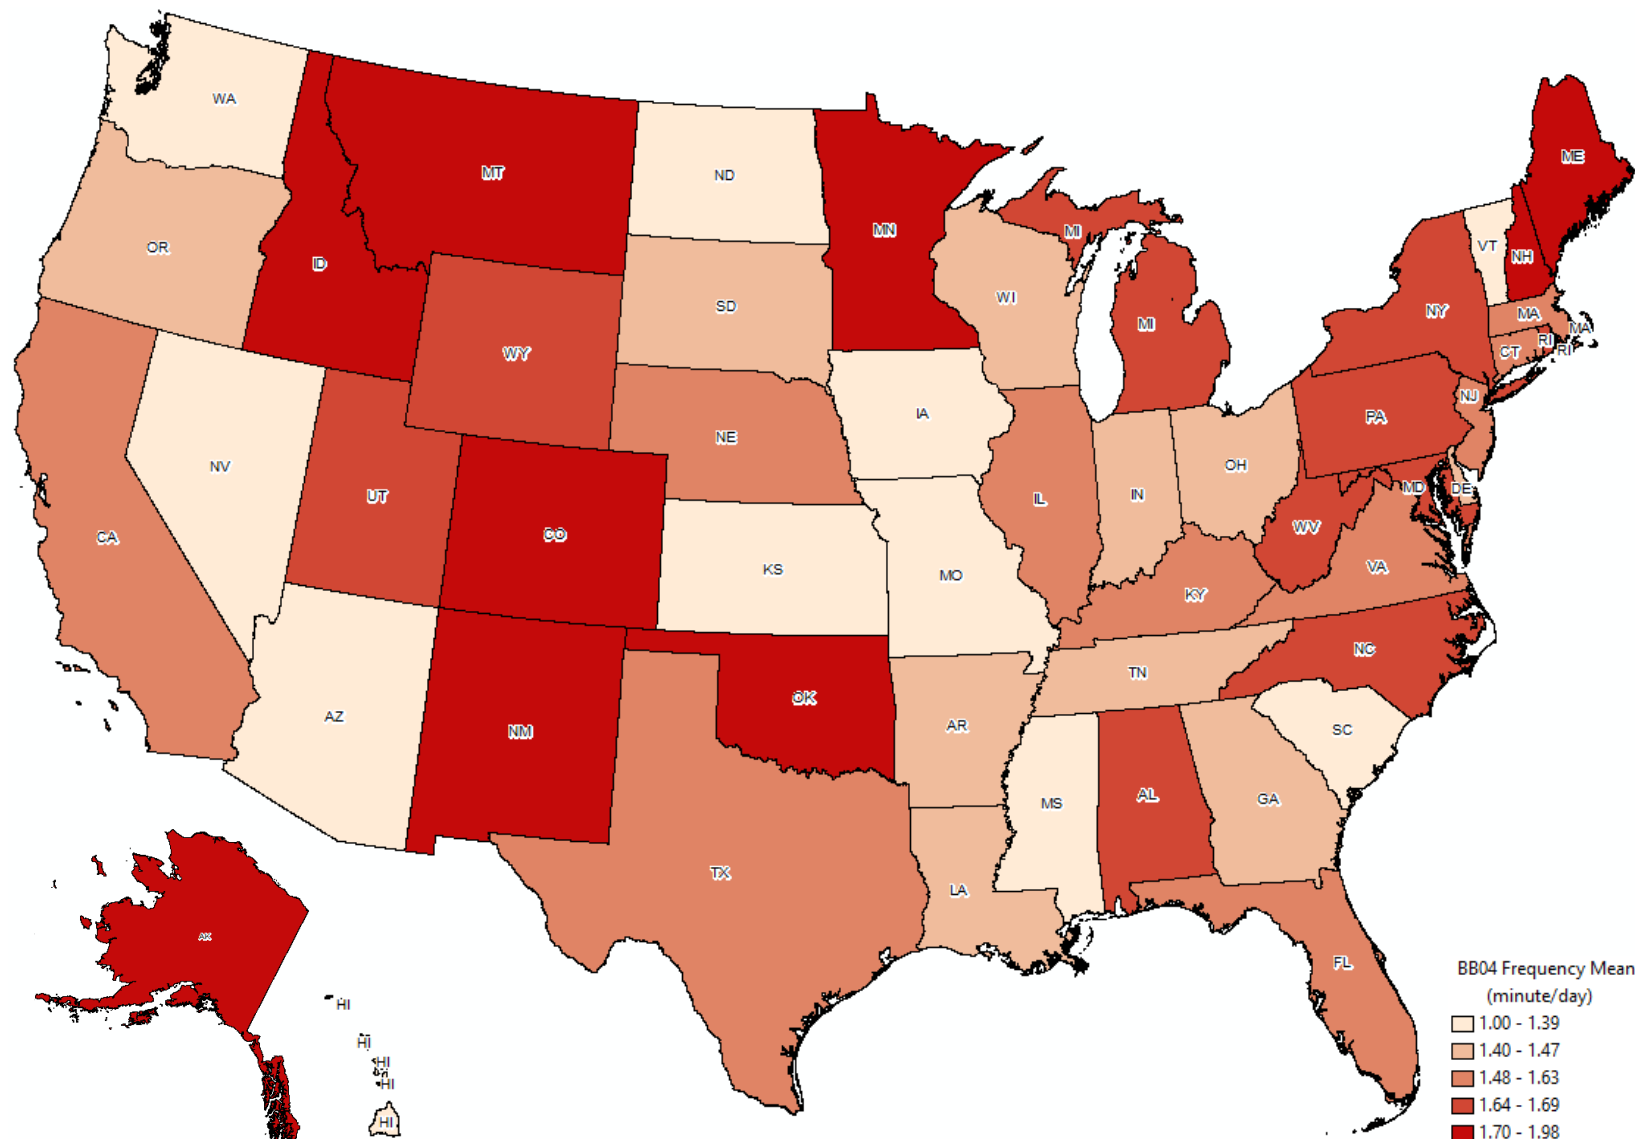 WA
MT
ND
MN
ME
OR
ID
SD
WI
MI
VT
NH
WY
MI
NY
MA
MA
CT
RI
RI
IA
NE
NV
UT
PA
NJ
OH
IL
IN
MD
DE
CA
CO
KS
MO
WV
VA
KY
NC
TN
AZ
NM
OK
AR
SC
MS
AL
GA
TX
LA
AK
FL
HI
HI
HI
HI
HI
BB04 Frequency Mean
(minute/day)
1.00 - 1.39
1.40 - 1.47
1.48 - 1.63
1.64 - 1.69
1.70 - 1.98